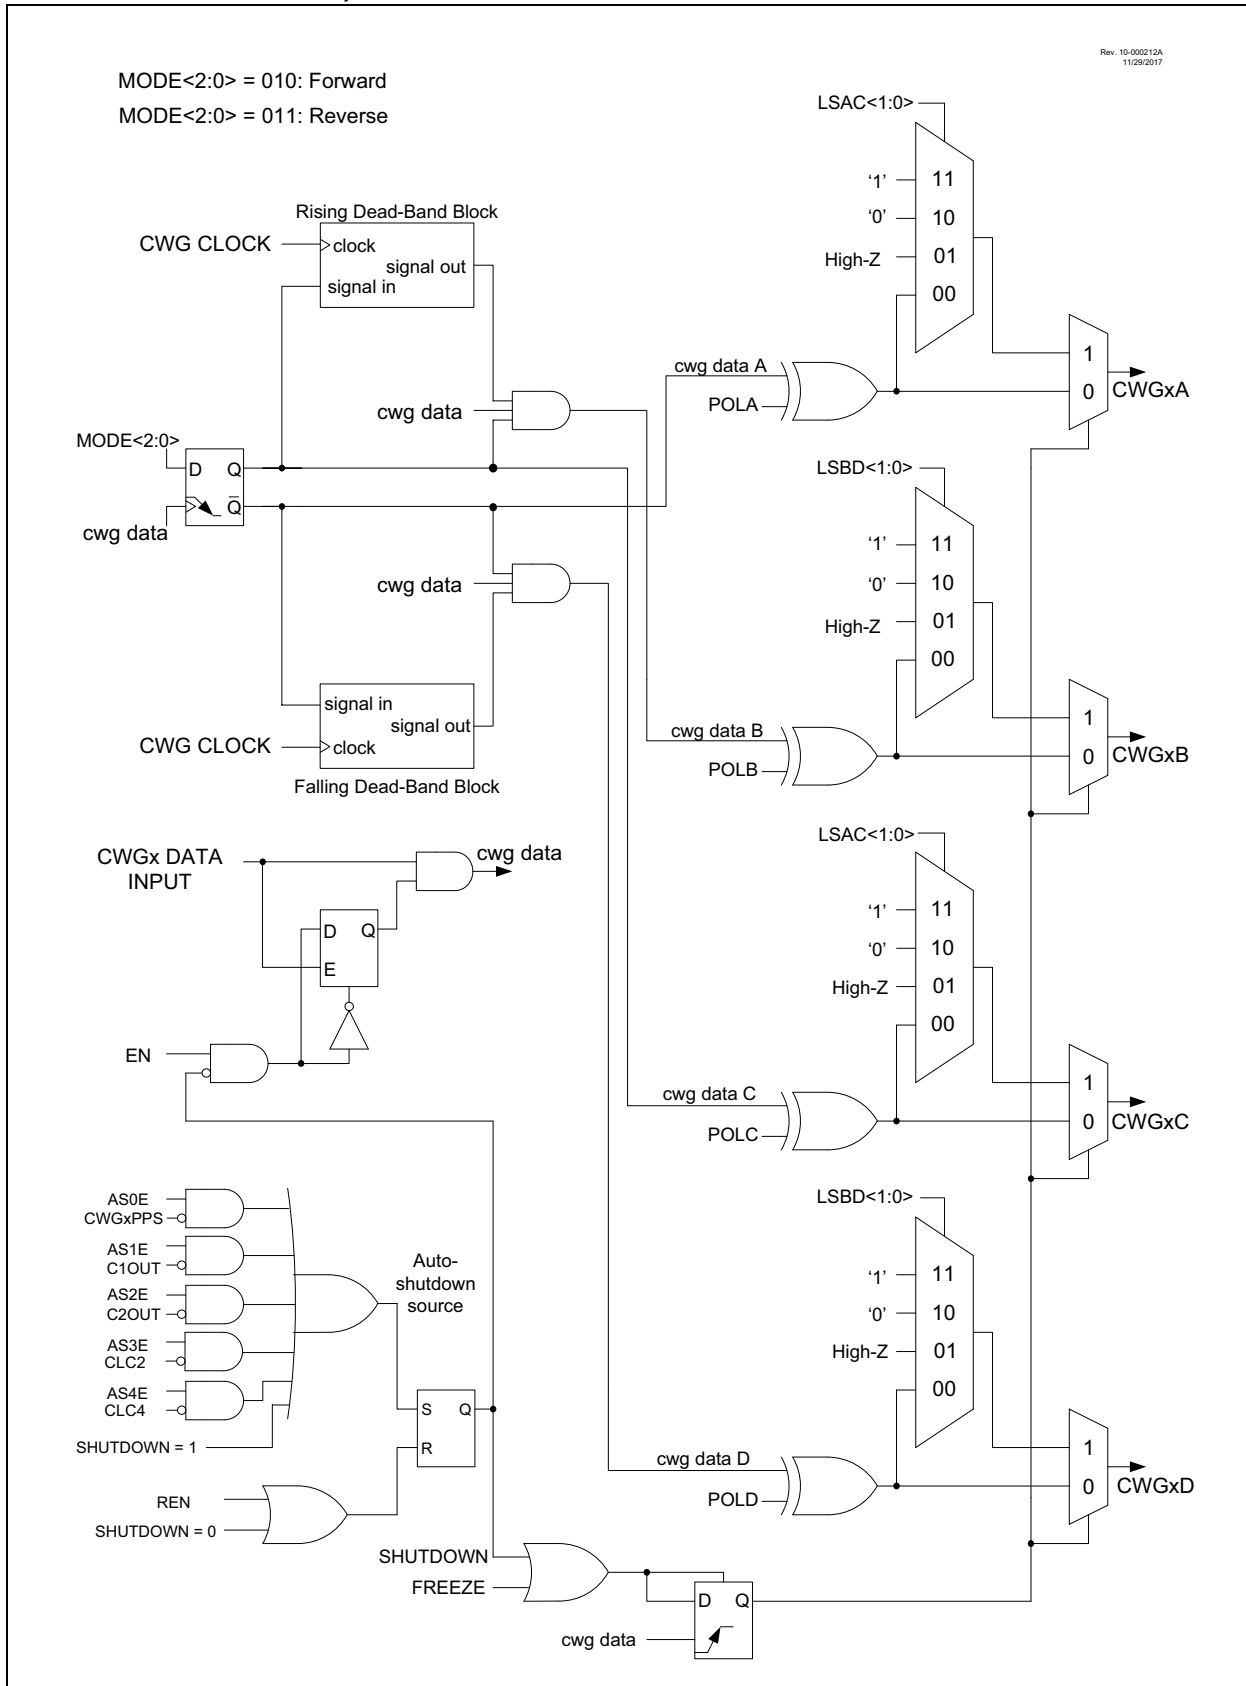 Rev. 10-000212A
11/29/2017
MODE<2:0> = 010: Forward
MODE<2:0> = 011: Reverse
LSAC<1:0>
'1'
11
'0'
10
High-Z
01
00
1
0
CWGxA
Rising Dead-Band Block
CWG CLOCK
clock
signal out
signal in
cwg data A
POLA
cwg data
MODE<2:0>
D Q
Q
cwg data
cwg data
LSBD<1:0>
'1'
11
'0'
10
High-Z
01
00
1
0
CWGxB
signal in
signal out
CWG CLOCK
clock
Falling Dead-Band Block
cwg data B
POLB
CWGx DATA
INPUT
cwg data
D Q
E
EN
LSAC<1:0>
'1'
11
'0'
10
High-Z
01
00
1
0
CWGxC
cwg data C
POLC
AS0E
CWGxPPS
AS1E
C1OUT
AS2E
C2OUT
AS3E
CLC2
AS4E
CLC4
SHUTDOWN = 1
Auto-
shutdown
source
S Q
R
REN
SHUTDOWN = 0
LSBD<1:0>
'1'
11
'0'
10
High-Z
01
00
1
0
CWGxD
cwg data D
POLD
SHUTDOWN
FREEZE
D Q
cwg data